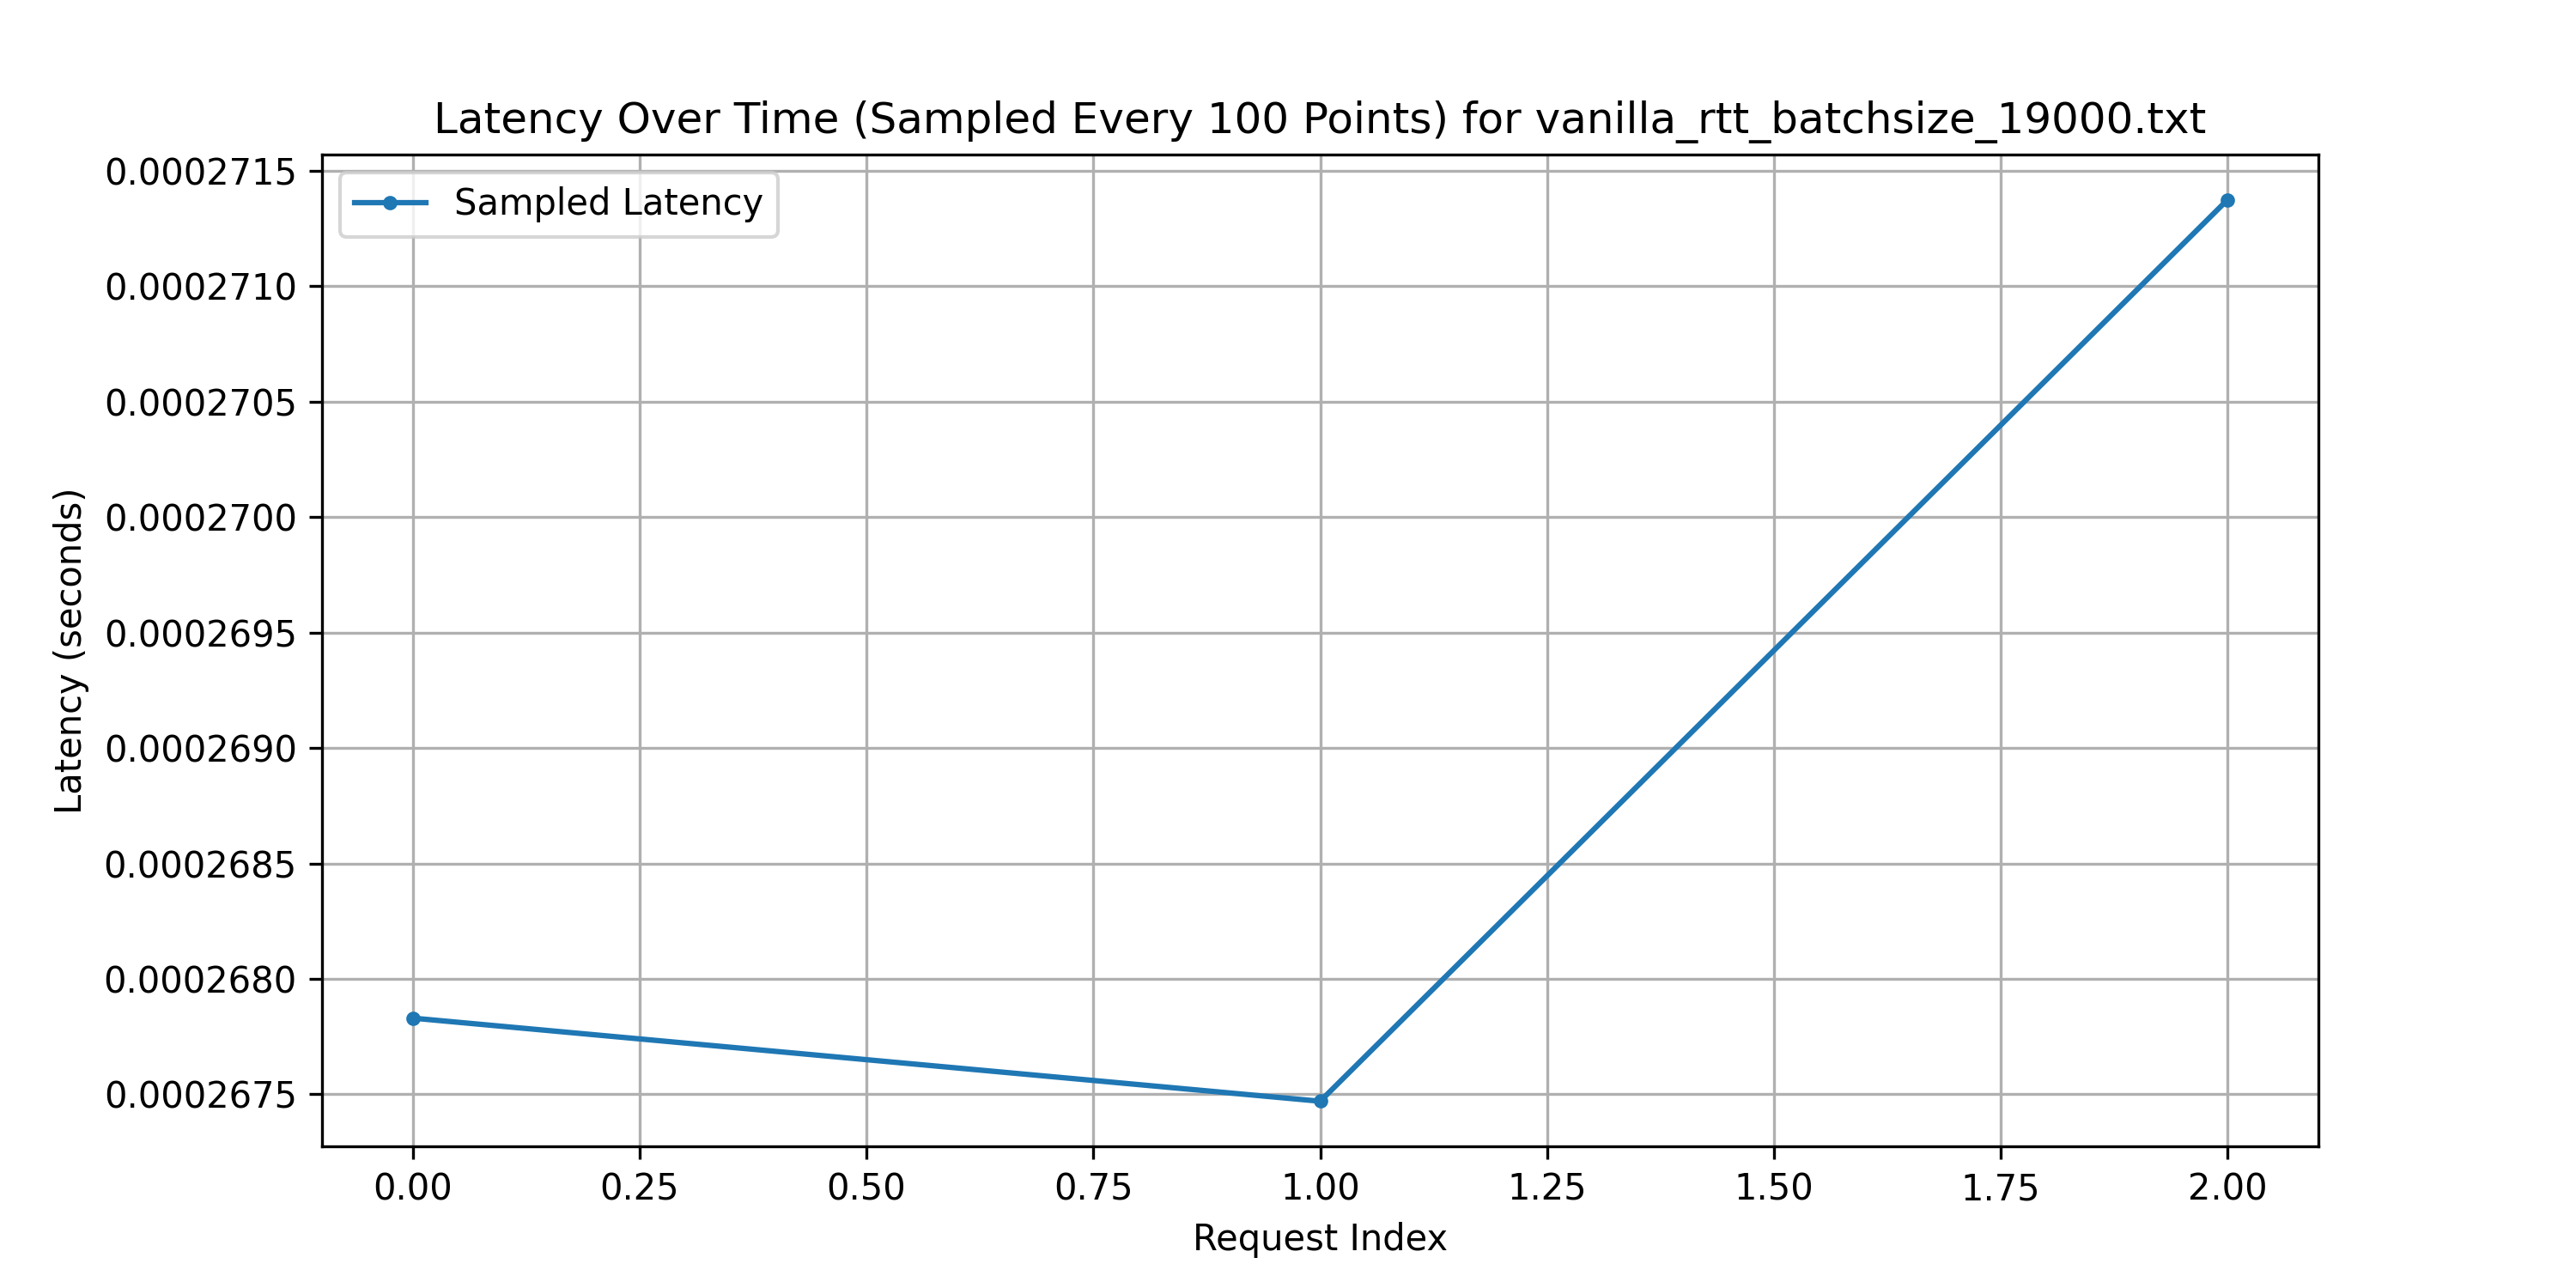 Latency Over Time (Sampled Every 100 Points) for vanilla_rtt_batchsize_19000.txt
Sampled Latency
0.0002715
0.0002710
0.0002705
0.0002700
0.0002695
0.0002690
0.0002685
0.0002680
0.0002675
Latency (seconds)
0.00 0.25 0.50 0.75 1.00 1.25 1.50 1.75 2.00
Request Index